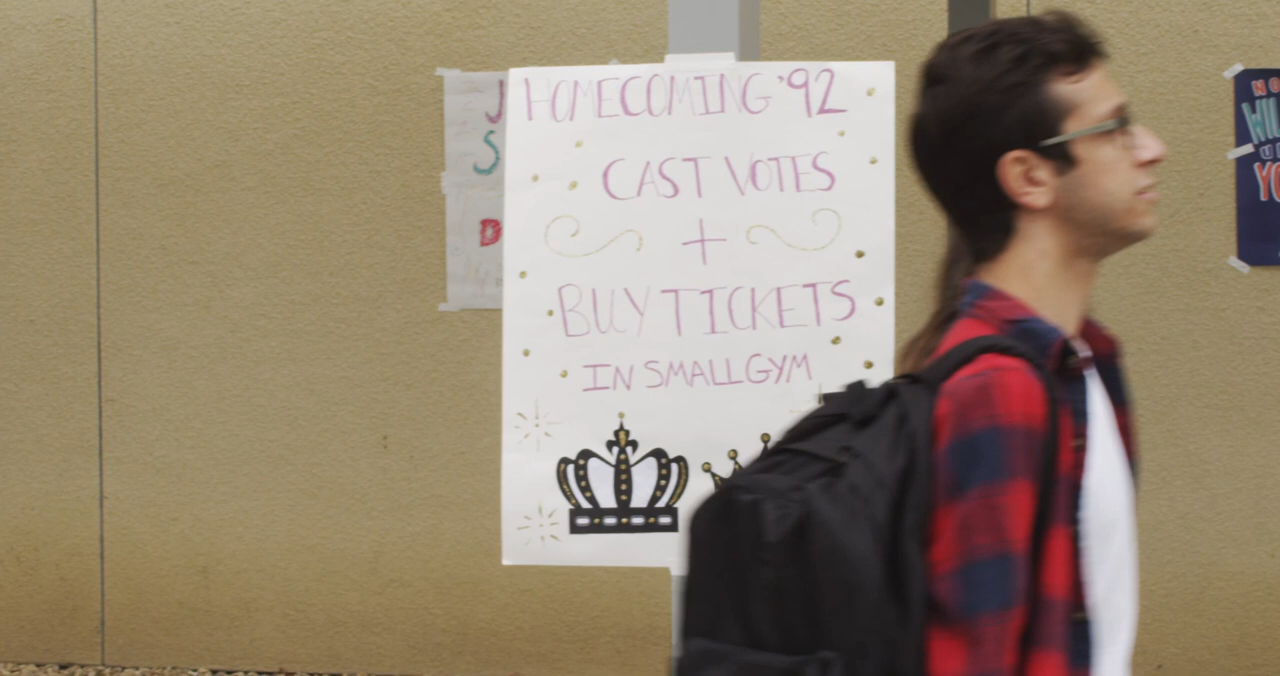 J
S
D
HOMECOMING '92
CAST VOTES
+
BUY TICKETS
IN SMALL GYM